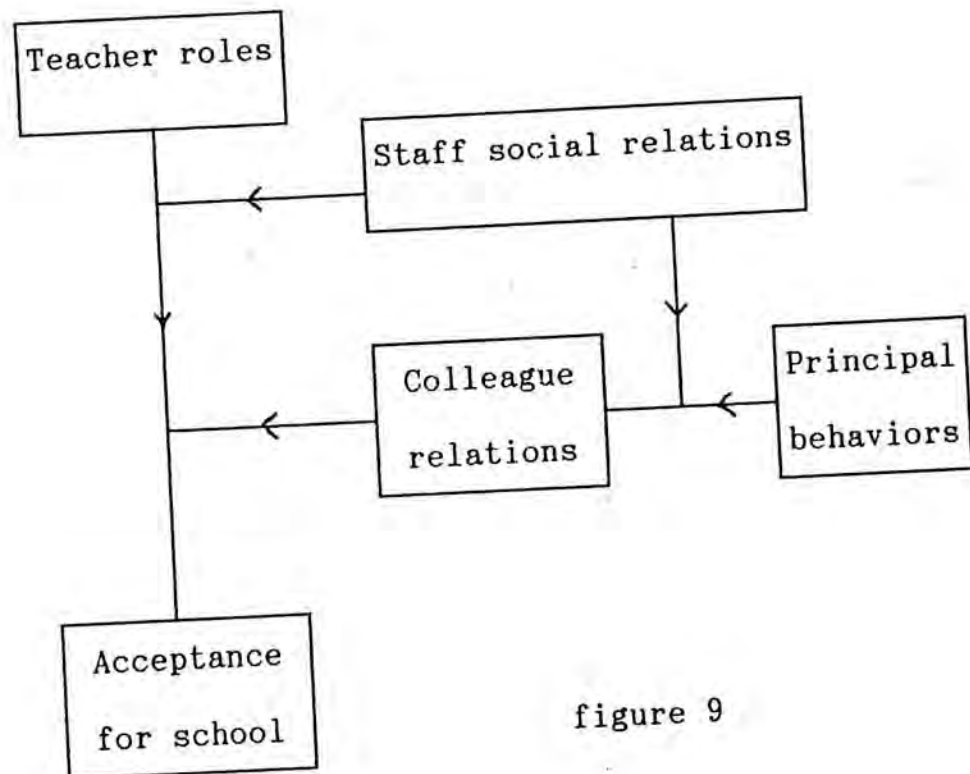 Teacher roles
Staff social relations
Colleague
relations
Principal
behaviors
Acceptance
for school
figure 9